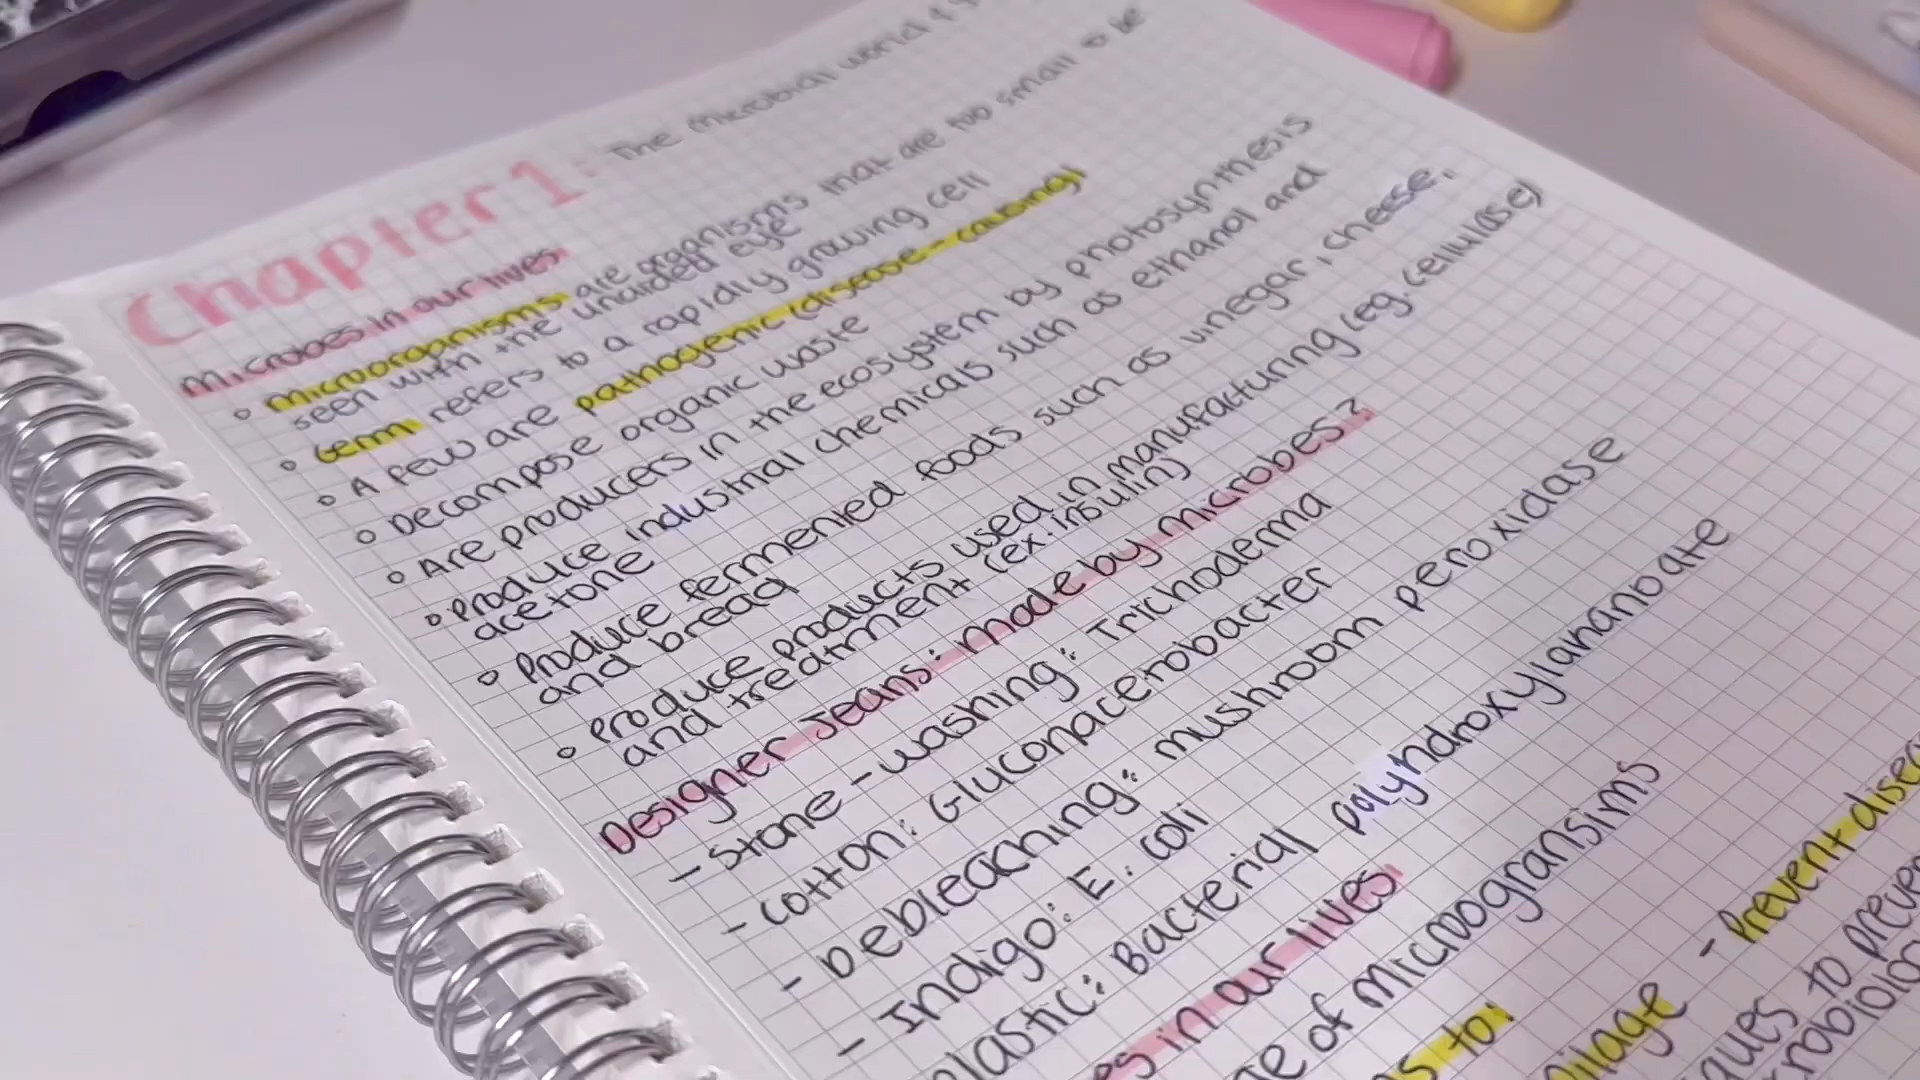 Chapter 1: The Microbial World &
Microbes in our lives
◦ Microorganisms are organisms that are too small to be
seen with the unaided eye
◦ Germ refers to a rapidly growing cell
◦ A few are pathogenic (disease-causing)
◦ Decompose organic waste
◦ Are producers in the ecosystem by photosynthesis
◦ produce industrial chemicals such as ethanol and
acetone
◦ Produce fermented foods such as vinegar, cheese,
and bread
◦ Produce products used in manufacturing (eg. cellulase)
and treatment (ex. insulin)
Designer Jeans: made by microbes?
- Stone-washing: Trichoderma
- Cotton: Gluconacetobacter
- Debleaching: mushroom peroxidase
- Indigo: E. coli
plastic: Bacterial polyhydroxylananoate
in our lives
of microgransims
to:
- Prevent
to